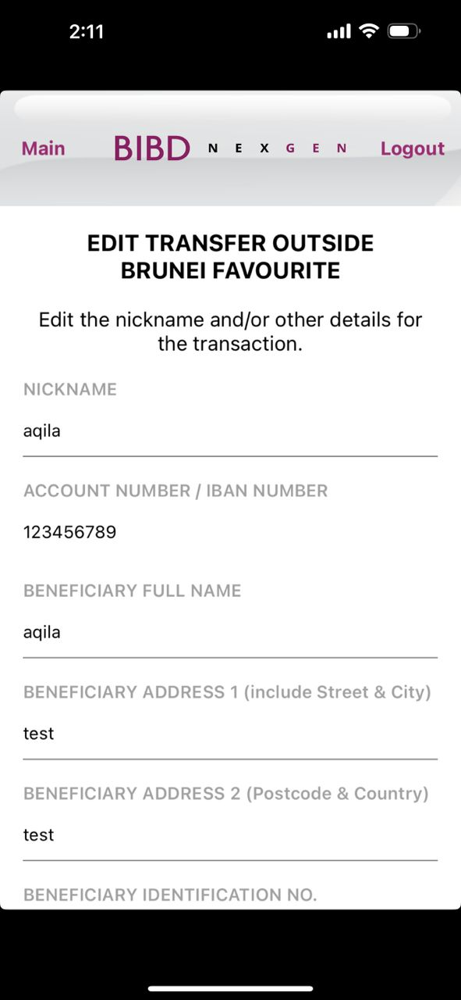 2:11
Main BIBD NEXGEN Logout
EDIT TRANSFER OUTSIDE
BRUNEI FAVOURITE
Edit the nickname and/or other details for
the transaction.
NICKNAME
aqila
ACCOUNT NUMBER / IBAN NUMBER
123456789
BENEFICIARY FULL NAME
aqila
BENEFICIARY ADDRESS 1 (include Street & City)
test
BENEFICIARY ADDRESS 2 (Postcode & Country)
test
BENEFICIARY IDENTIFICATION NO.